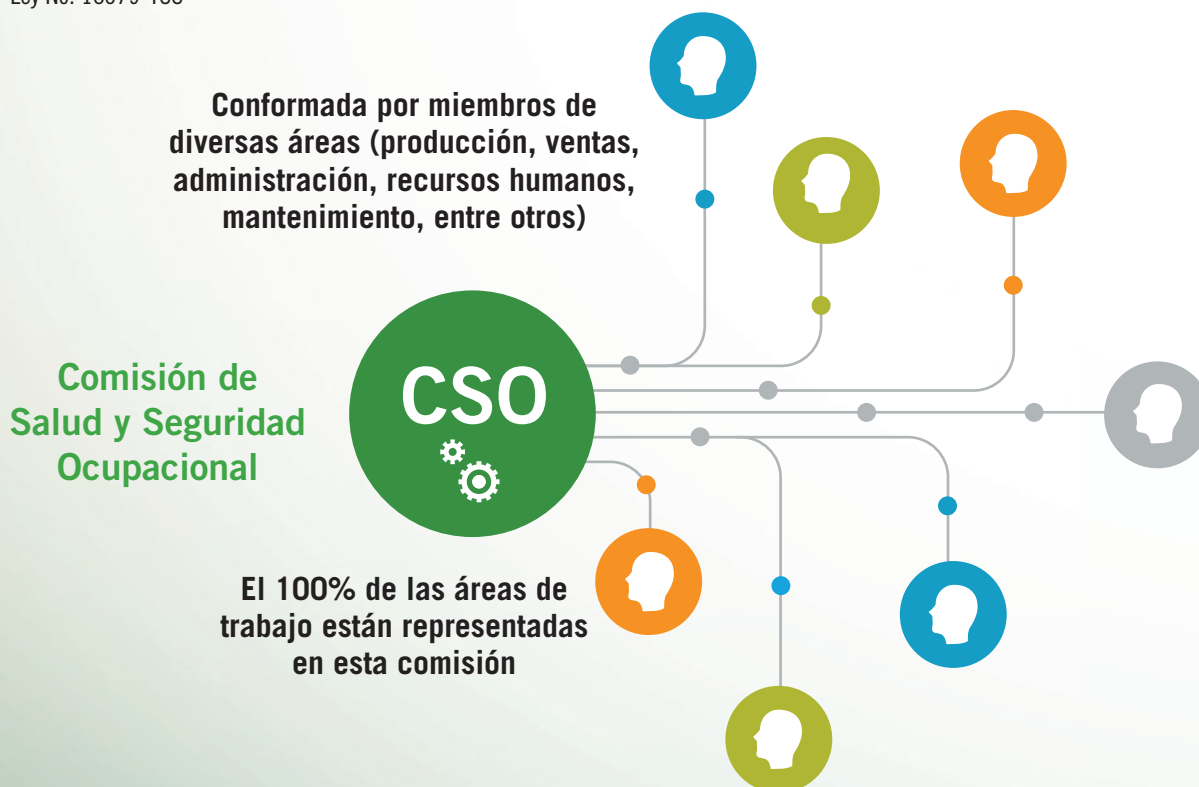 Conformada por miembros de
diversas áreas (producción, ventas,
administración, recursos humanos,
mantenimiento, entre otros)
CSO
Comisión de
Salud y Seguridad
Ocupacional
El 100% de las áreas de
trabajo están representadas
en esta comisión